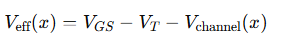 V_eff(x) = V_GS − V_T − V_channel(x)